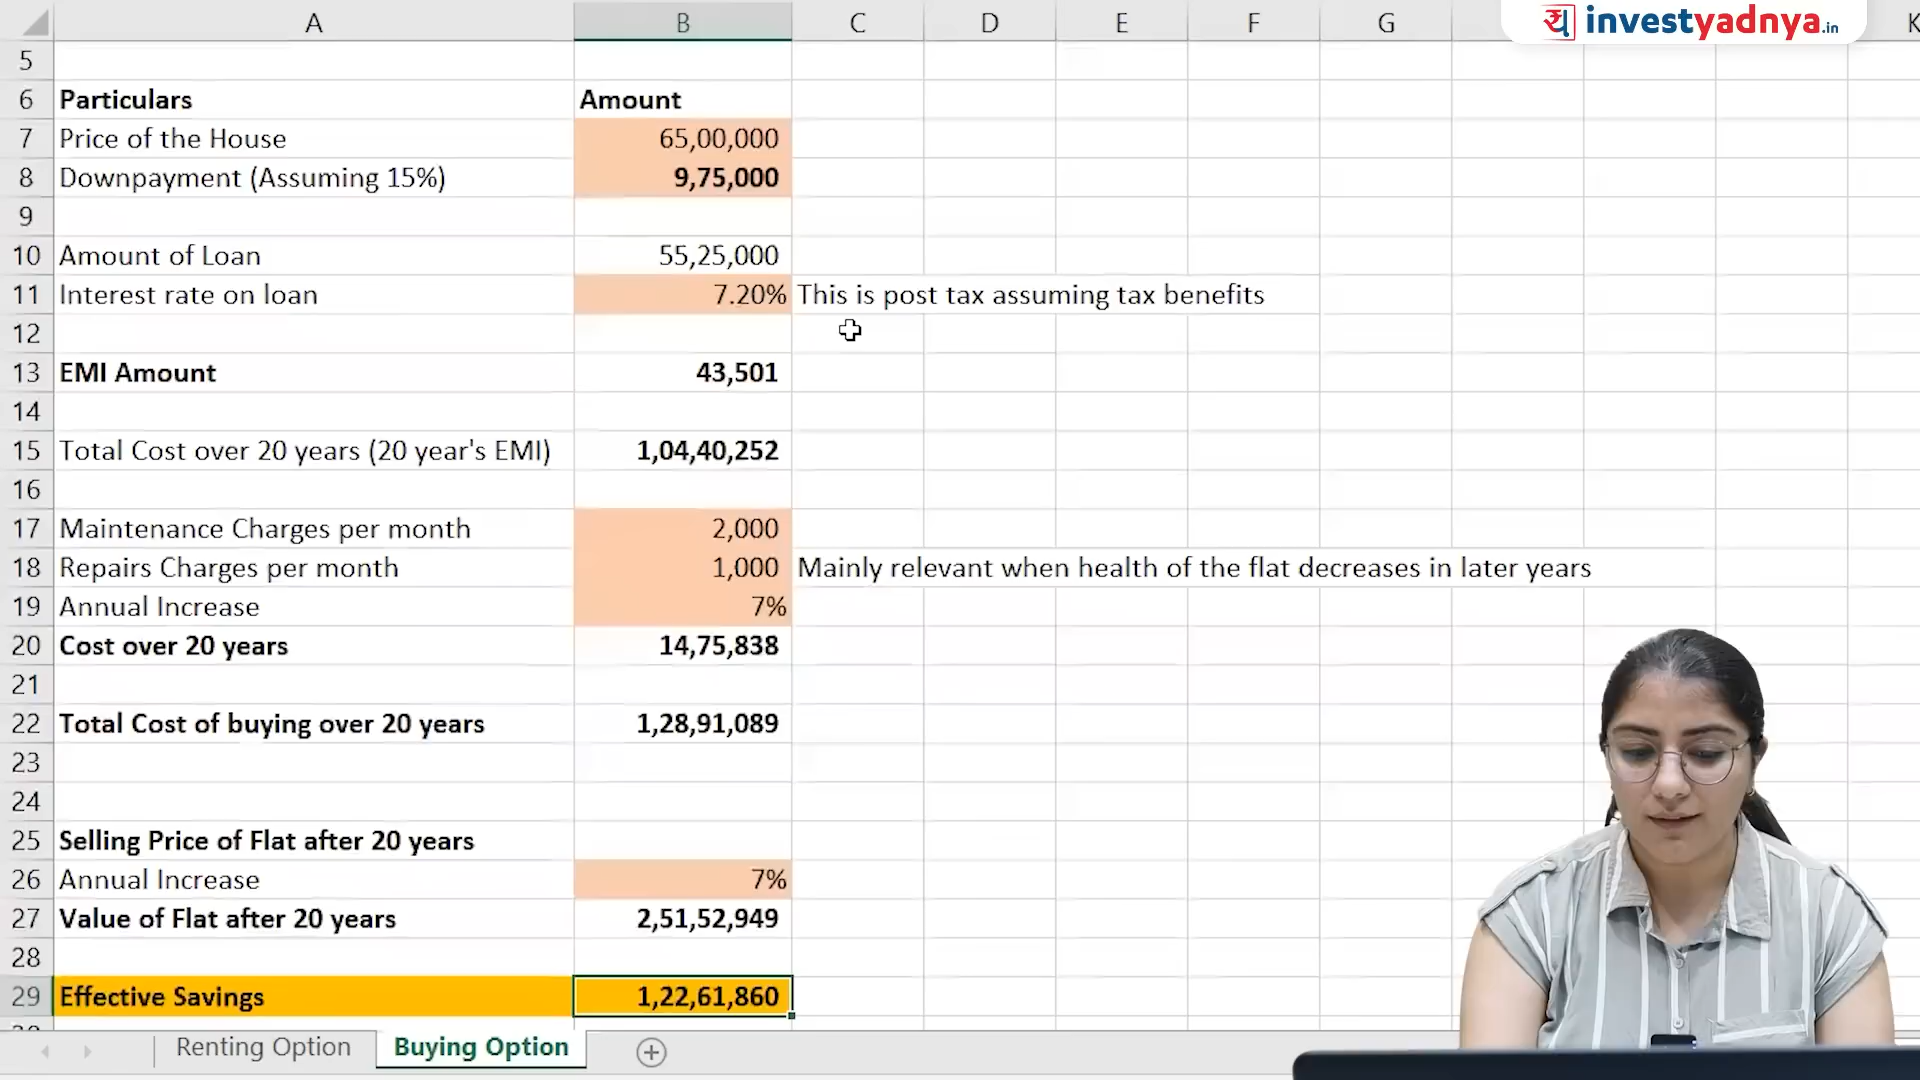 A B C D E F G K
investyadnya.in
5
6 Particulars Amount
7 Price of the House 65,00,000
8 Downpayment (Assuming 15%) 9,75,000
9
10 Amount of Loan 55,25,000
11 Interest rate on loan 7.20% This is post tax assuming tax benefits
12
13 EMI Amount 43,501
14
15 Total Cost over 20 years (20 year's EMI) 1,04,40,252
16
17 Maintenance Charges per month 2,000
18 Repairs Charges per month 1,000 Mainly relevant when health of the flat decreases in later years
19 Annual Increase 7%
20 Cost over 20 years 14,75,838
21
22 Total Cost of buying over 20 years 1,28,91,089
23
24
25 Selling Price of Flat after 20 years
26 Annual Increase 7%
27 Value of Flat after 20 years 2,51,52,949
28
29 Effective Savings 1,22,61,860
Renting Option Buying Option